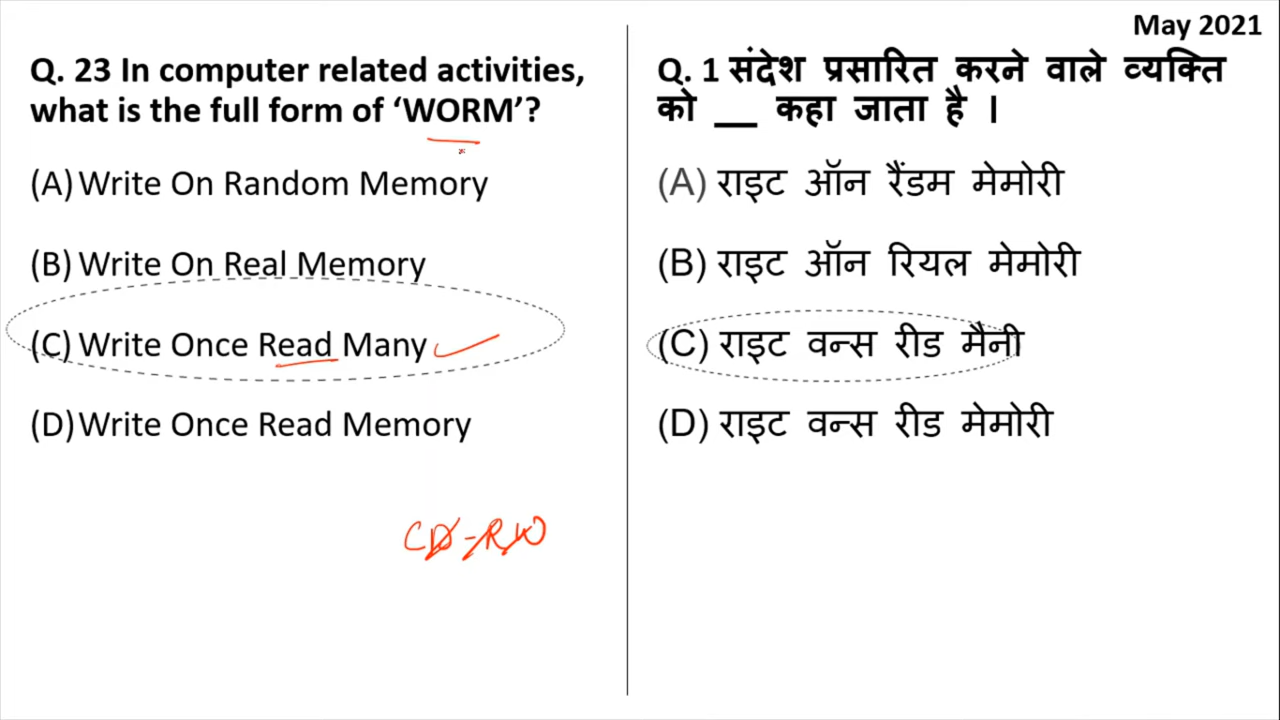 May 2021
Q. 23 In computer related activities,
what is the full form of ‘WORM’?
(A) Write On Random Memory
(B) Write On Real Memory
(C) Write Once Read Many
(D) Write Once Read Memory
CD-RW
Q. 1 संदेश प्रसारित करने वाले व्यक्ति
को __ कहा जाता है ।
(A) राइट ऑन रैंडम मेमोरी
(B) राइट ऑन रियल मेमोरी
(C) राइट वन्स रीड मैनी
(D) राइट वन्स रीड मेमोरी